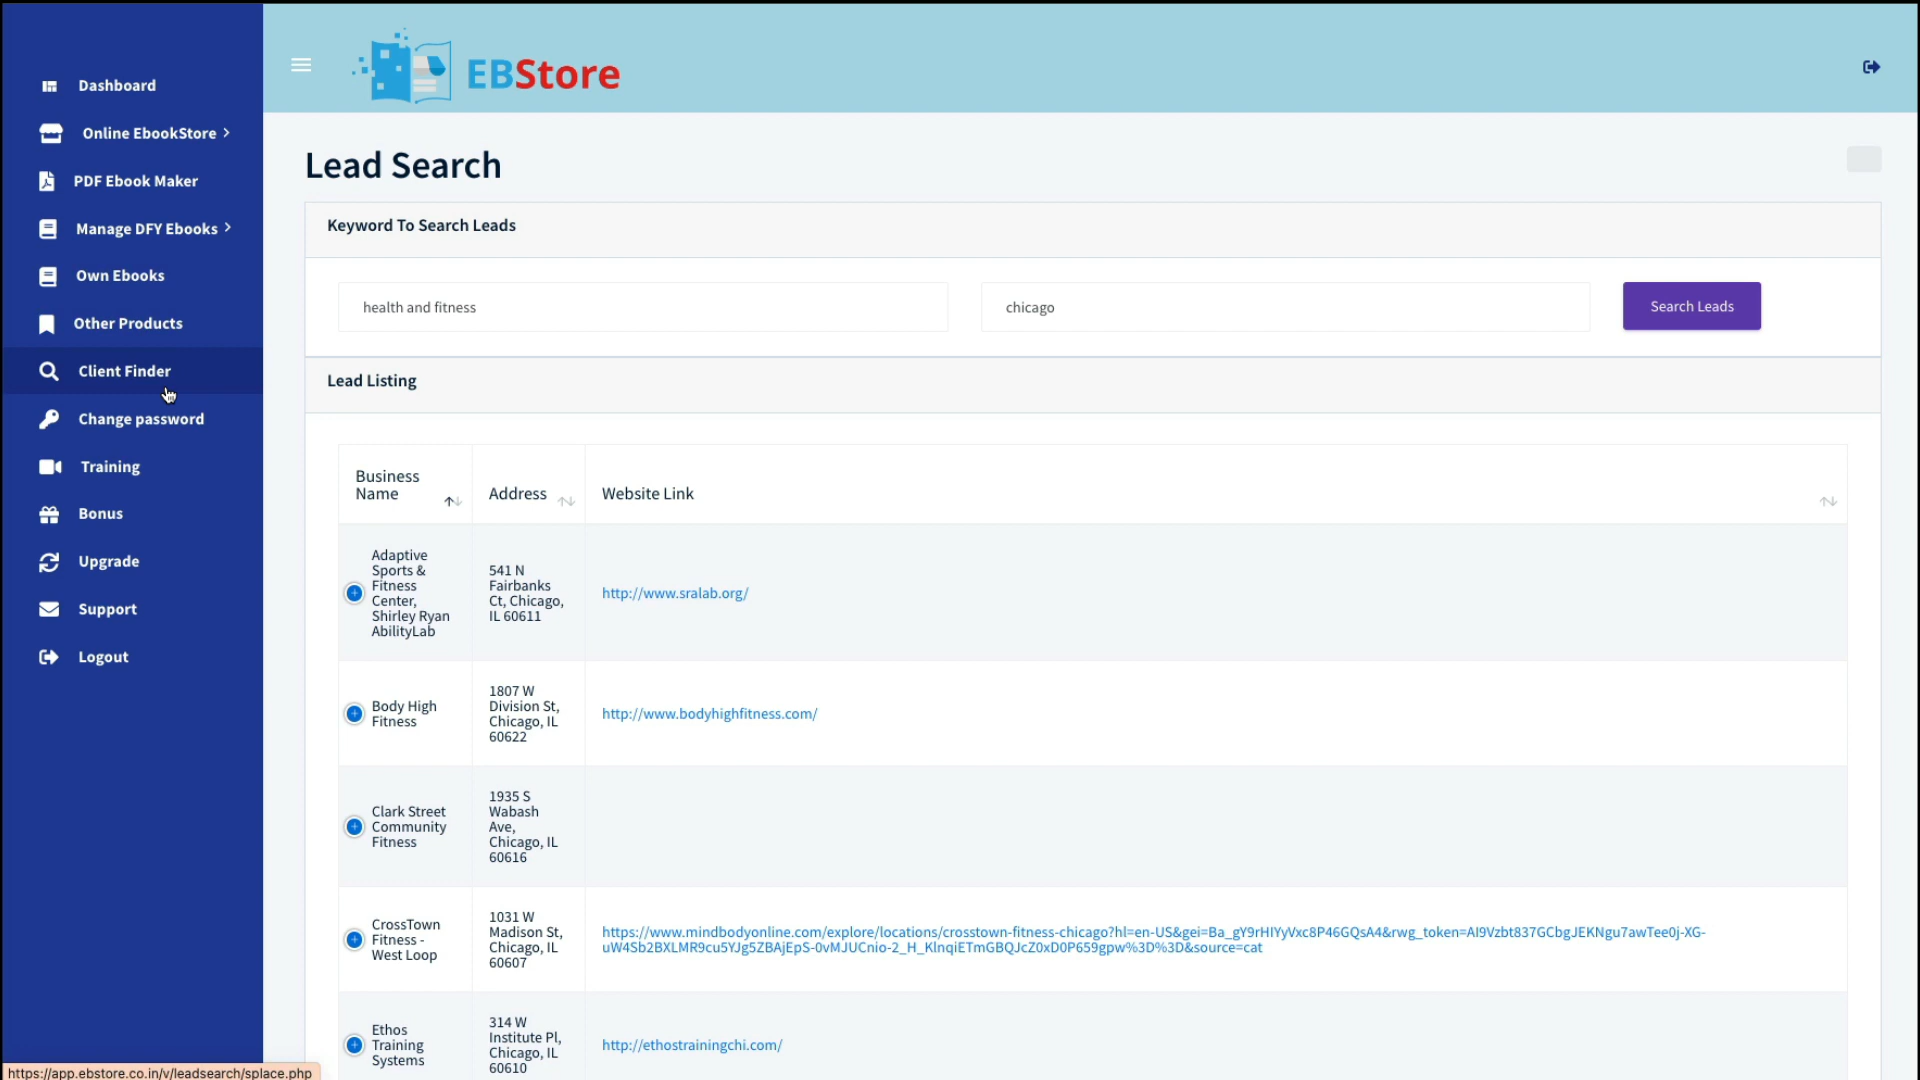 EBStore
Dashboard
Online EbookStore
PDF Ebook Maker
Manage DFY Ebooks
Own Ebooks
Other Products
Client Finder
Change password
Training
Bonus
Upgrade
Support
Logout
Lead Search
Keyword To Search Leads
health and fitness
chicago
Search Leads
Lead Listing
Business
Name
Address
Website Link
Adaptive
Sports &
Fitness
Center,
Shirley Ryan
AbilityLab
541 N
Fairbanks
Ct, Chicago,
IL 60611
http://www.sralab.org/
Body High
Fitness
1807 W
Division St,
Chicago, IL
60622
http://www.bodyhighfitness.com/
Clark Street
Community
Fitness
1935 S
Wabash
Ave,
Chicago, IL
60616
CrossTown
Fitness -
West Loop
1031 W
Madison St,
Chicago, IL
60607
https://www.mindbodyonline.com/explore/locations/crosstown-fitness-chicago?hl=en-US&gei=Ba_gY9rHIYyVxc8P46GQsA4&rwg_token=AI9Vzbt837GCbgJEKNgu7awTee0j-XG-
uW4Sb2BXLMR9cu5YJg5ZBAjEpS-0vMJUCnio-2_H_KlnqiETmGBQJcZ0xD0P659gpw%3D%3D&source=cat
Ethos
Training
Systems
314 W
Institute Pl,
Chicago, IL
60610
http://ethostrainingchi.com/
https://app.ebstore.co.in/v/leadsearch/splace.php